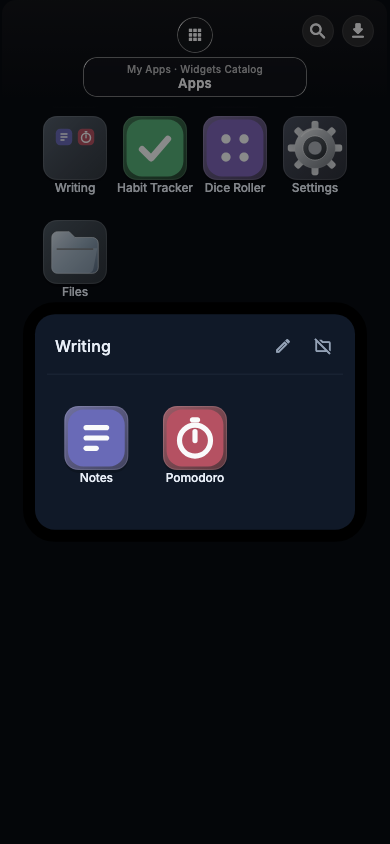 My Apps · Widgets Catalog
Apps
Writing
Habit Tracker
Dice Roller
Settings
Files
Writing
Notes
Pomodoro